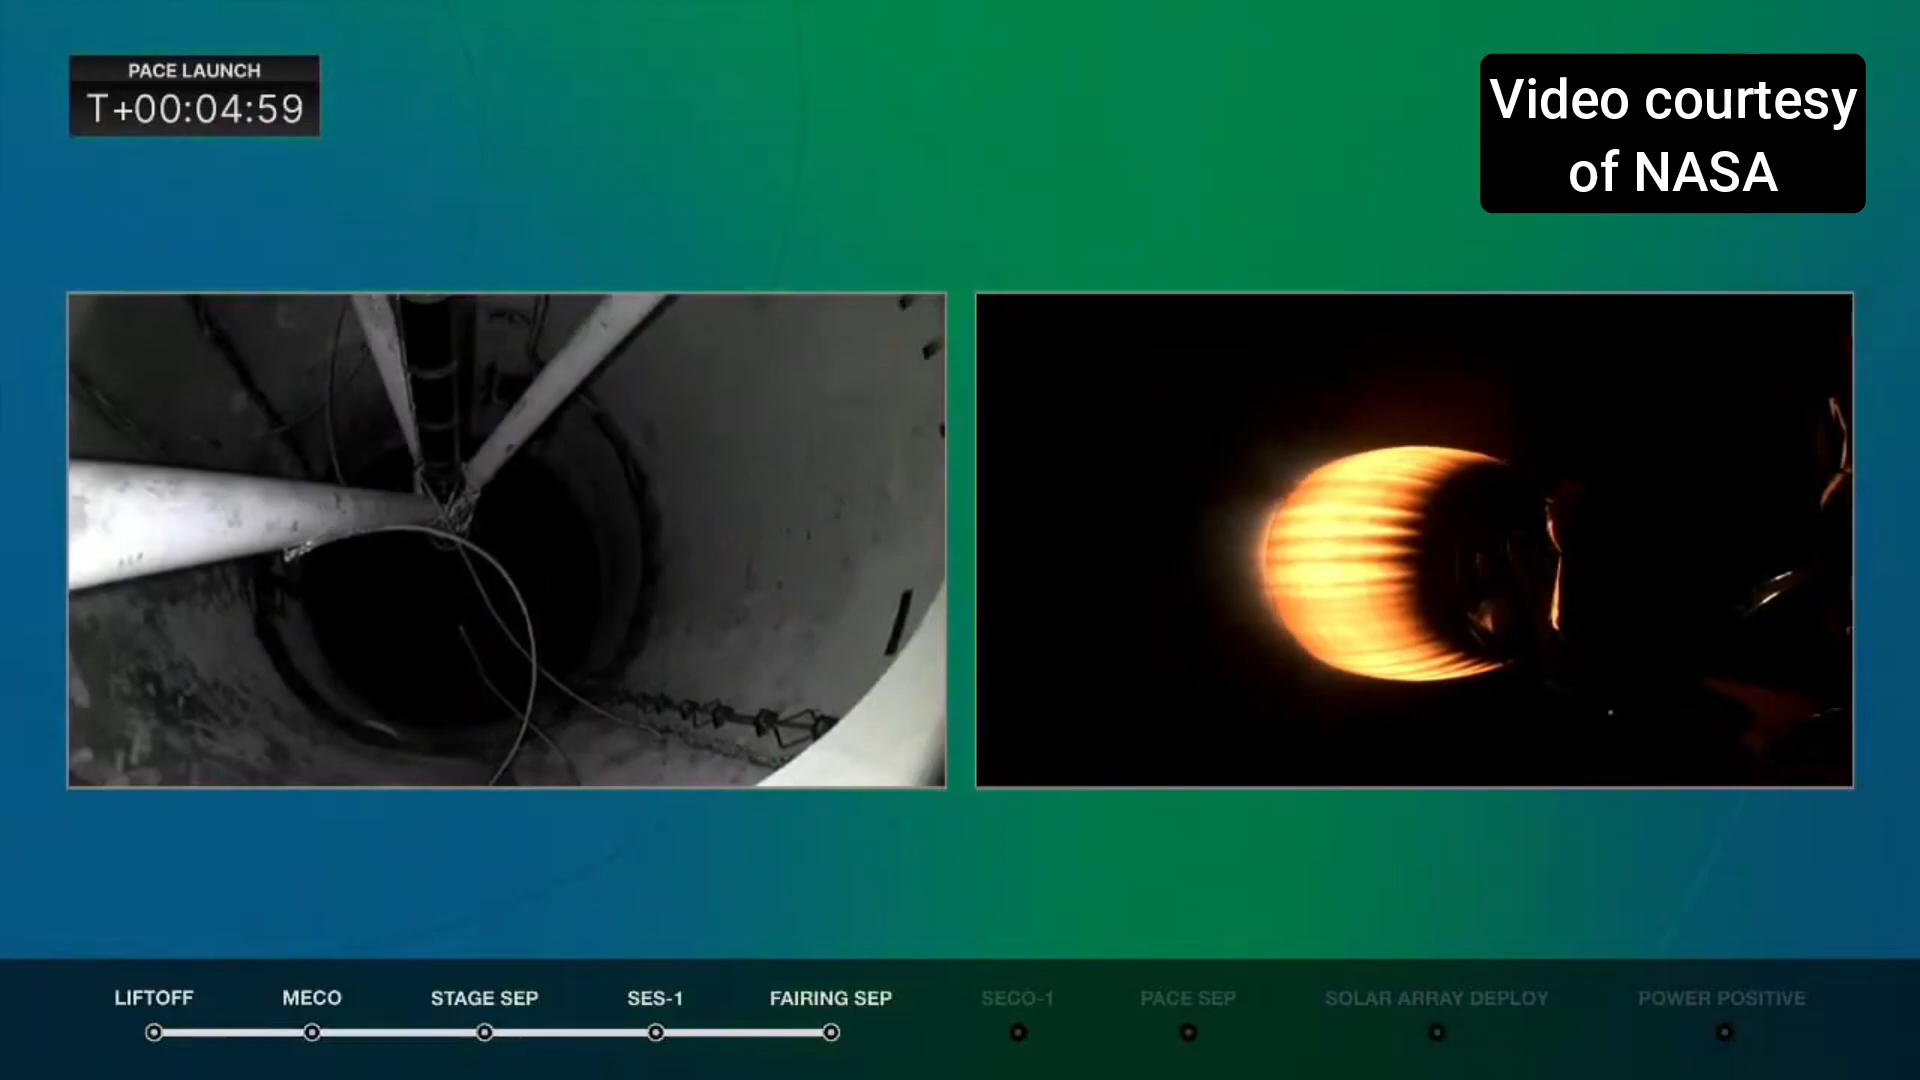 PACE LAUNCH
T+00:04:59
Video courtesy
of NASA
LIFTOFF
MECO
STAGE SEP
SES-1
FAIRING SEP
SECO-1
PACE SEP
SOLAR ARRAY DEPLOY
POWER POSITIVE